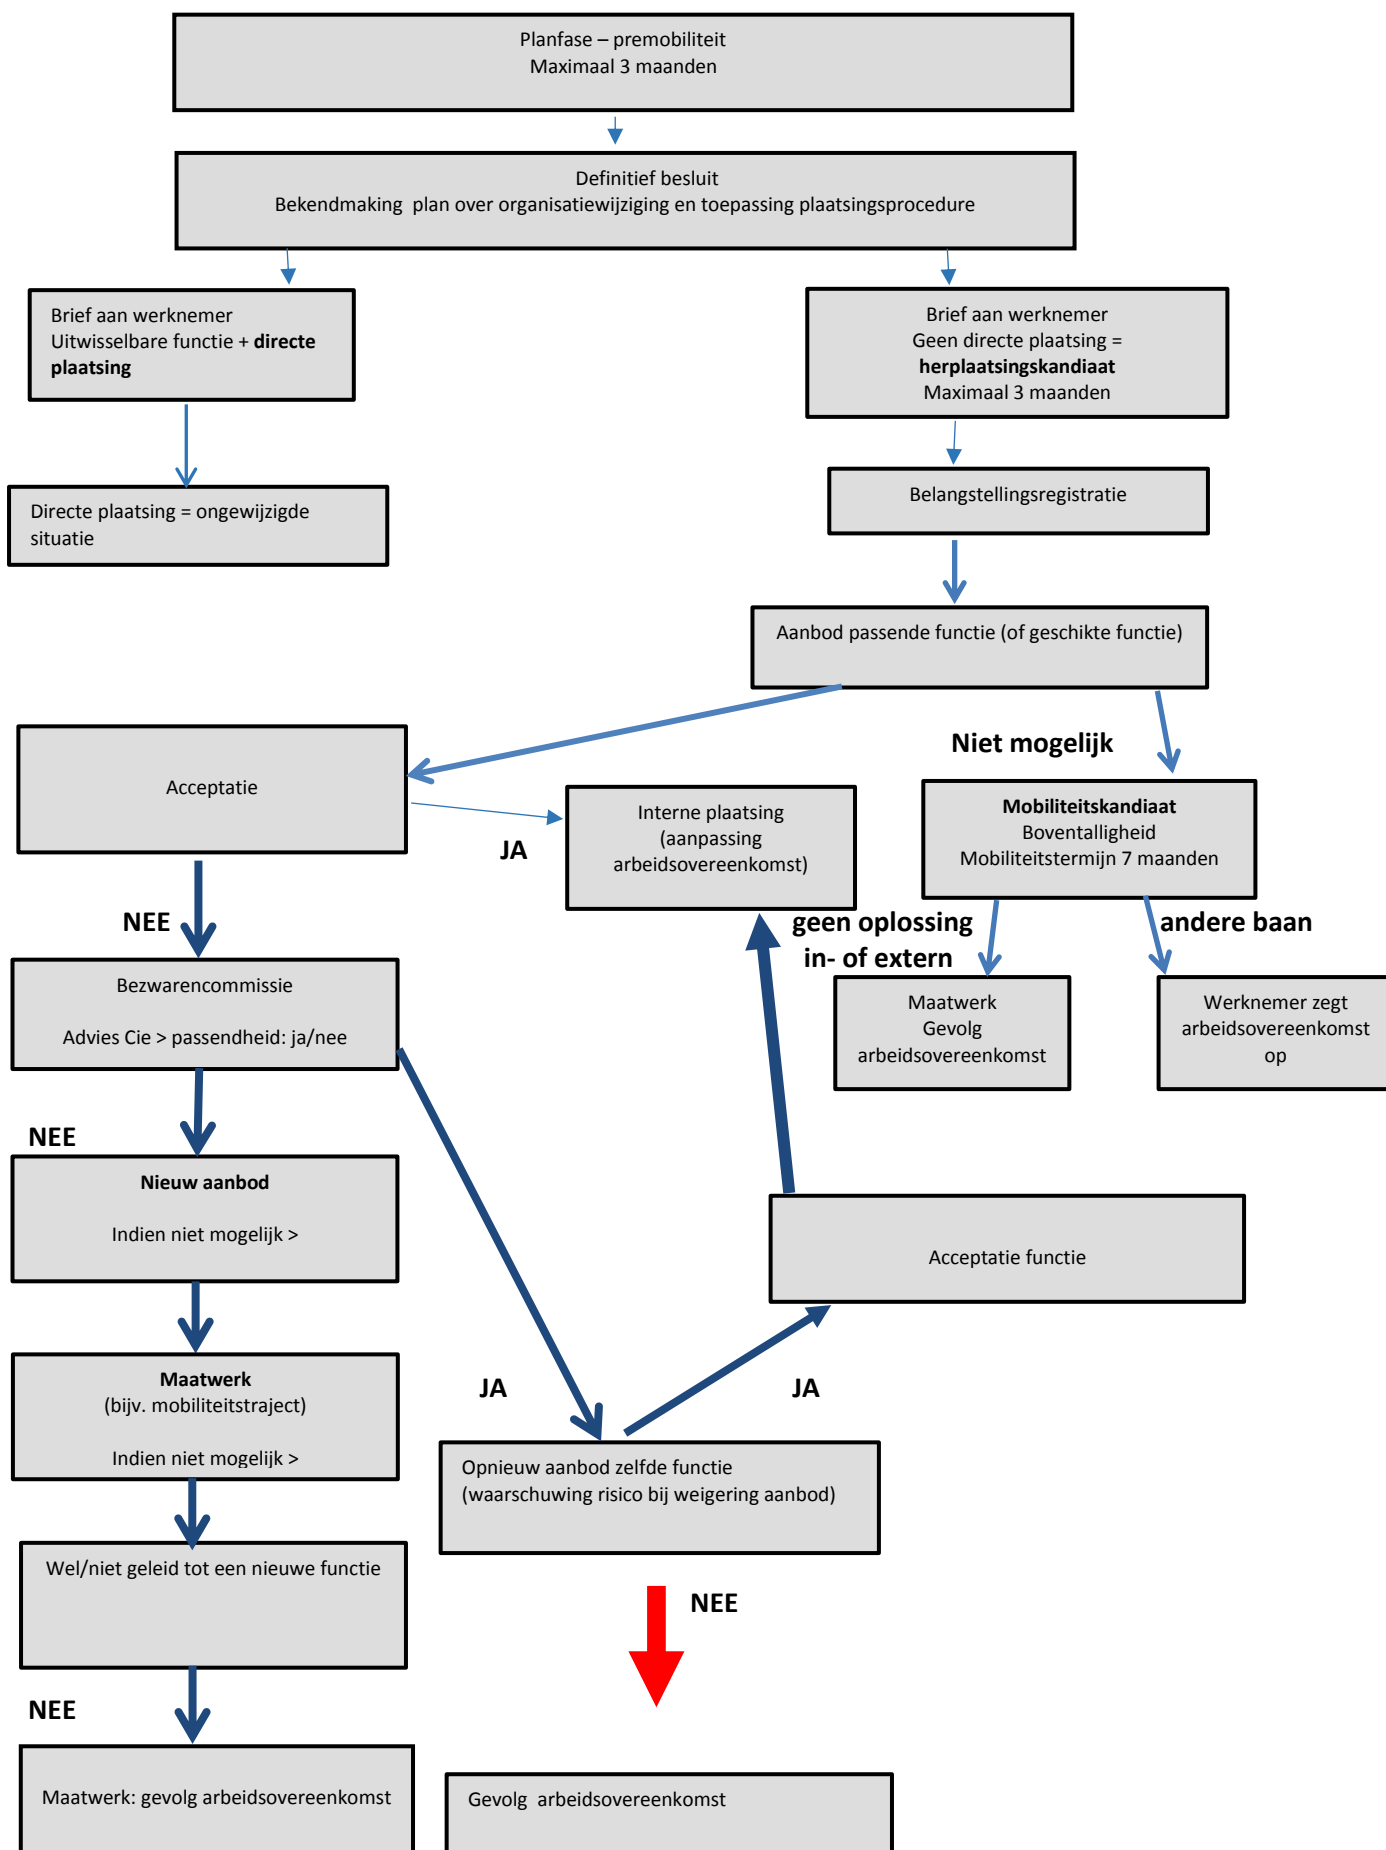 Planfase – premobiliteit
Maximaal 3 maanden
Definitief besluit
Bekendmaking  plan over organisatiewijziging en toepassing plaatsingsprocedure
Brief aan werknemer
Uitwisselbare functie + directe
plaatsing
Brief aan werknemer
Geen directe plaatsing =
herplaatsingskandiaat
Maximaal 3 maanden
Directe plaatsing = ongewijzigde
situatie
Belangstellingsregistratie
Aanbod passende functie (of geschikte functie)
Niet mogelijk
Acceptatie
JA
Interne plaatsing
(aanpassing
arbeidsovereenkomst)
Mobiliteitskandiaat
Boventalligheid
Mobiliteitstermijn 7 maanden
NEE
geen oplossing
in- of extern
andere baan
Bezwarencommissie
Advies Cie > passendheid: ja/nee
Maatwerk
Gevolg
arbeidsovereenkomst
Werknemer zegt
arbeidsovereenkomst
op
NEE
Nieuw aanbod
Indien niet mogelijk >
Acceptatie functie
Maatwerk
(bijv. mobiliteitstraject)
Indien niet mogelijk >
JA
JA
Opnieuw aanbod zelfde functie
(waarschuwing risico bij weigering aanbod)
Wel/niet geleid tot een nieuwe functie
NEE
NEE
Maatwerk: gevolg arbeidsovereenkomst
Gevolg  arbeidsovereenkomst